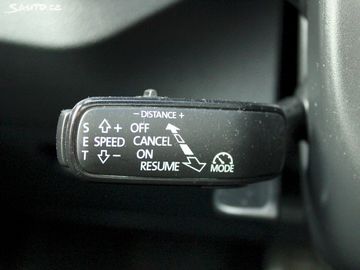 sauto.cz
- DISTANCE +
S ⇧+ OFF
E SPEED CANCEL
T ⇩- ON
RESUME
MODE